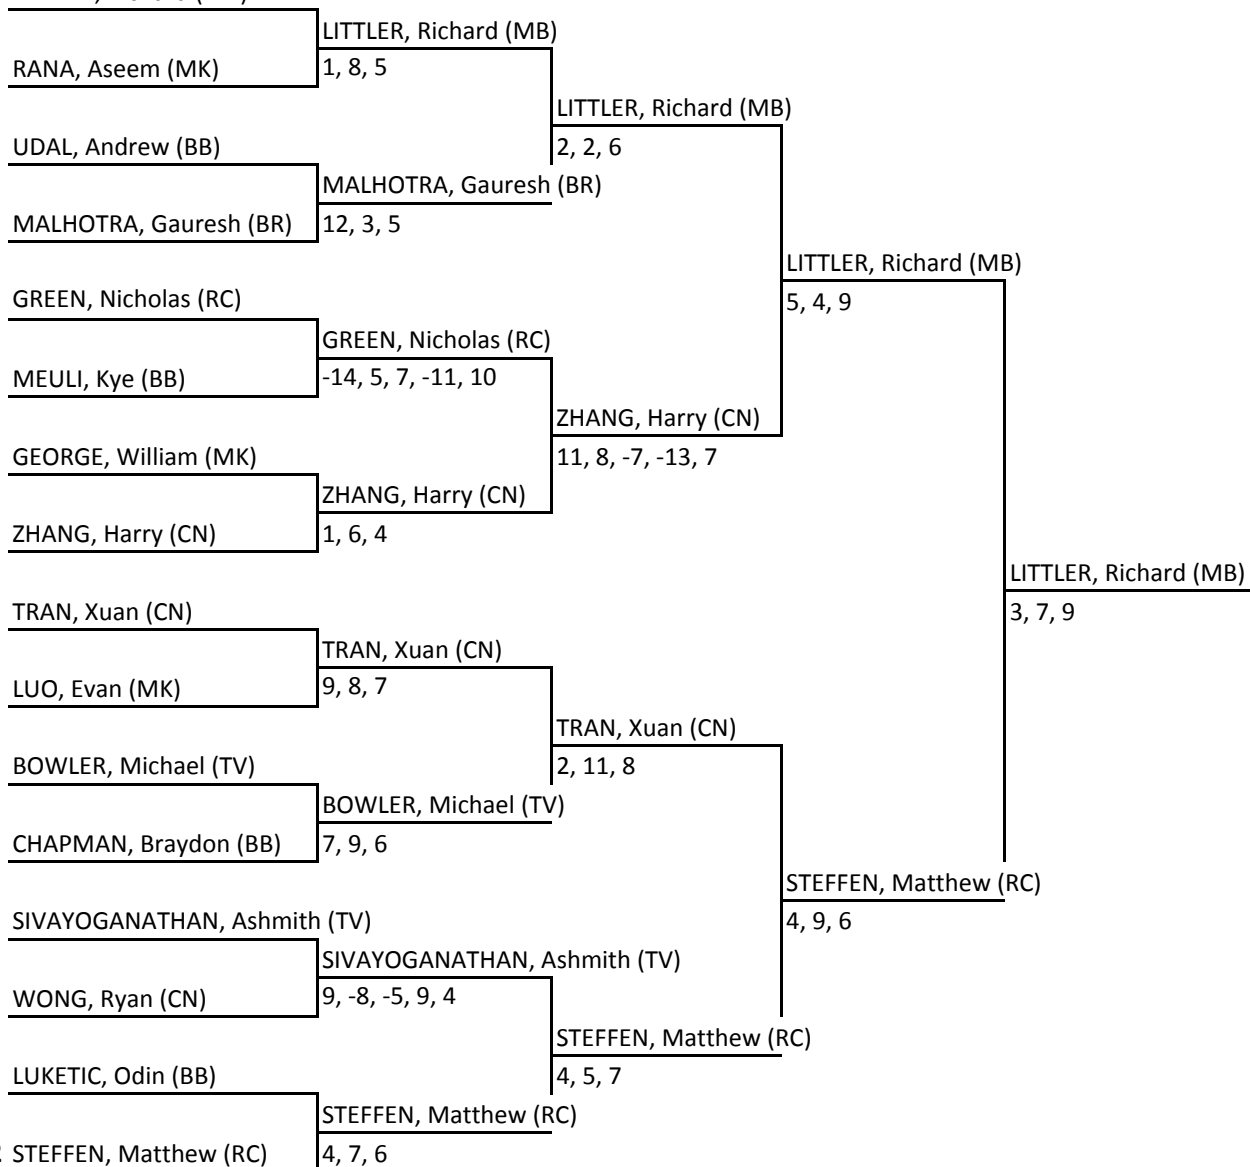 LITTLER, Richard (MB)
RANA, Aseem (MK)
1, 8, 5
LITTLER, Richard (MB)
UDAL, Andrew (BB)
2, 2, 6
MALHOTRA, Gauresh (BR)
MALHOTRA, Gauresh (BR)
12, 3, 5
LITTLER, Richard (MB)
GREEN, Nicholas (RC)
5, 4, 9
GREEN, Nicholas (RC)
MEULI, Kye (BB)
-14, 5, 7, -11, 10
ZHANG, Harry (CN)
GEORGE, William (MK)
11, 8, -7, -13, 7
ZHANG, Harry (CN)
ZHANG, Harry (CN)
1, 6, 4
LITTLER, Richard (MB)
TRAN, Xuan (CN)
3, 7, 9
TRAN, Xuan (CN)
LUO, Evan (MK)
9, 8, 7
TRAN, Xuan (CN)
BOWLER, Michael (TV)
2, 11, 8
BOWLER, Michael (TV)
CHAPMAN, Braydon (BB)
7, 9, 6
STEFFEN, Matthew (RC)
SIVAYOGANATHAN, Ashmith (TV)
4, 9, 6
SIVAYOGANATHAN, Ashmith (TV)
WONG, Ryan (CN)
9, -8, -5, 9, 4
STEFFEN, Matthew (RC)
LUKETIC, Odin (BB)
4, 5, 7
STEFFEN, Matthew (RC)
STEFFEN, Matthew (RC)
4, 7, 6